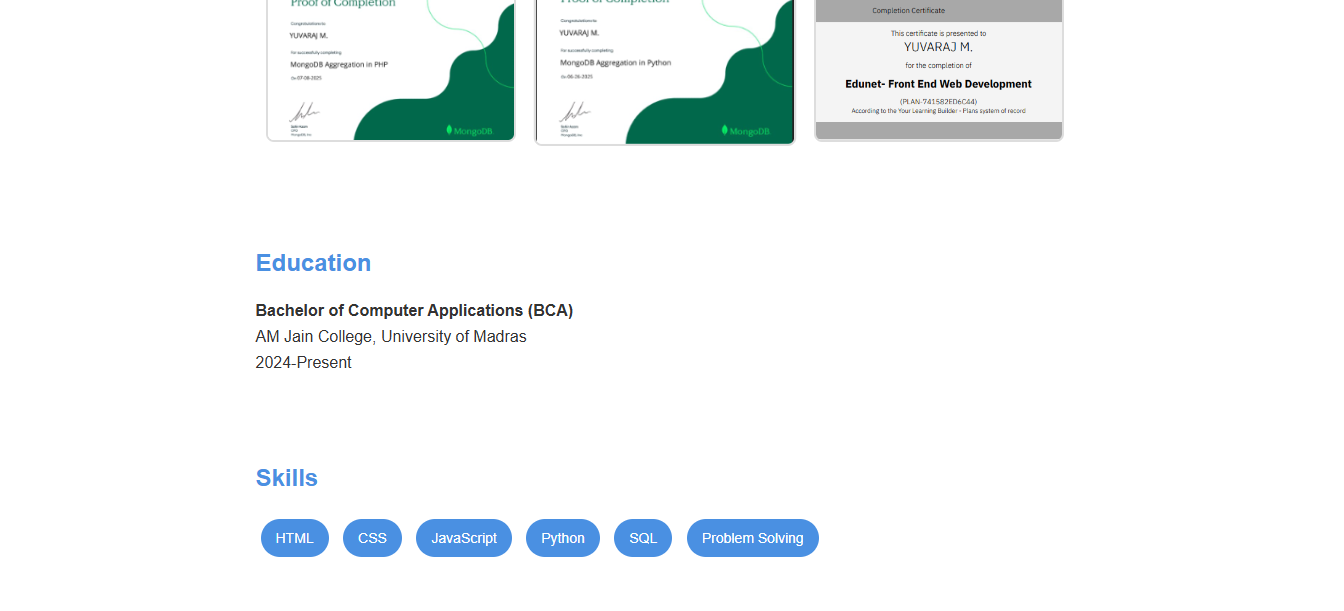 Proof of Completion
Congratulations to
YUVARAJ M.
For successfully completing
MongoDB Aggregation in PHP
MongoDB
Proof of Completion
Congratulations to
YUVARAJ M.
For successfully completing
MongoDB Aggregation in Python
MongoDB
Completion Certificate
This certificate is presented to
YUVARAJ M.
for the completion of
Edunet- Front End Web Development
(PLAN-741582ED6C44)
According to the Your Learning Builder - Plans system of record
Education
Bachelor of Computer Applications (BCA)
AM Jain College, University of Madras
2024-Present
Skills
HTML
CSS
JavaScript
Python
SQL
Problem Solving